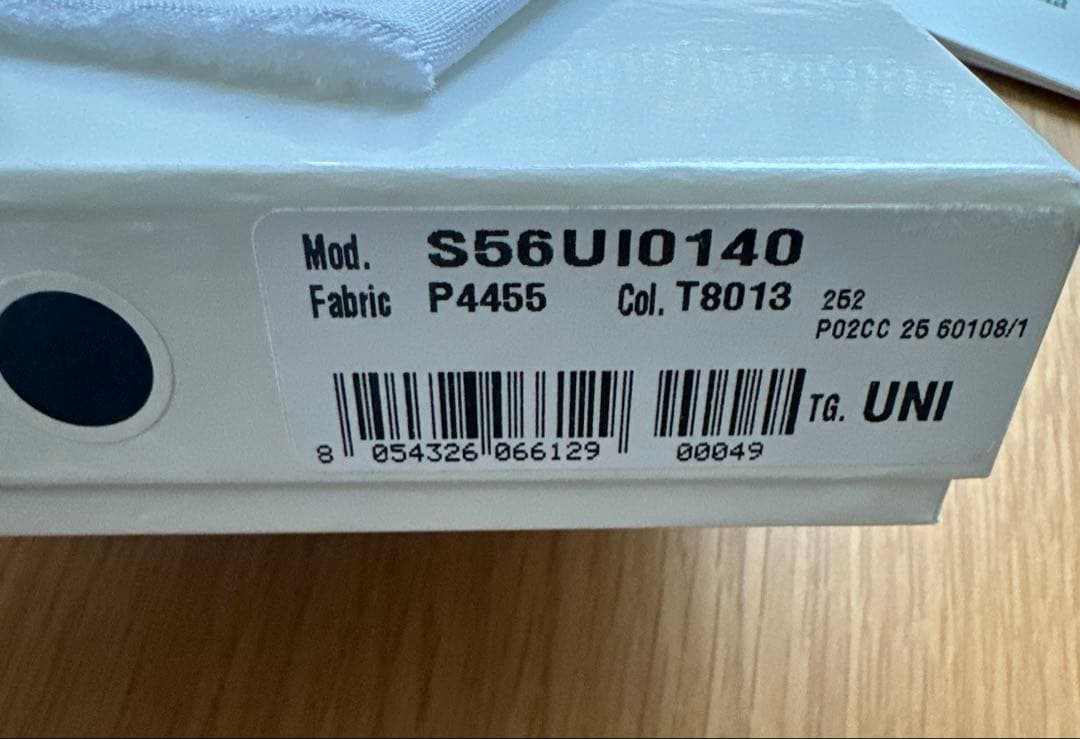 Mod. S56UI0140
Fabric P4455 Col. T8013 252
P02CC 25 60108/1
TG. UNI
8 054326 066129 00049